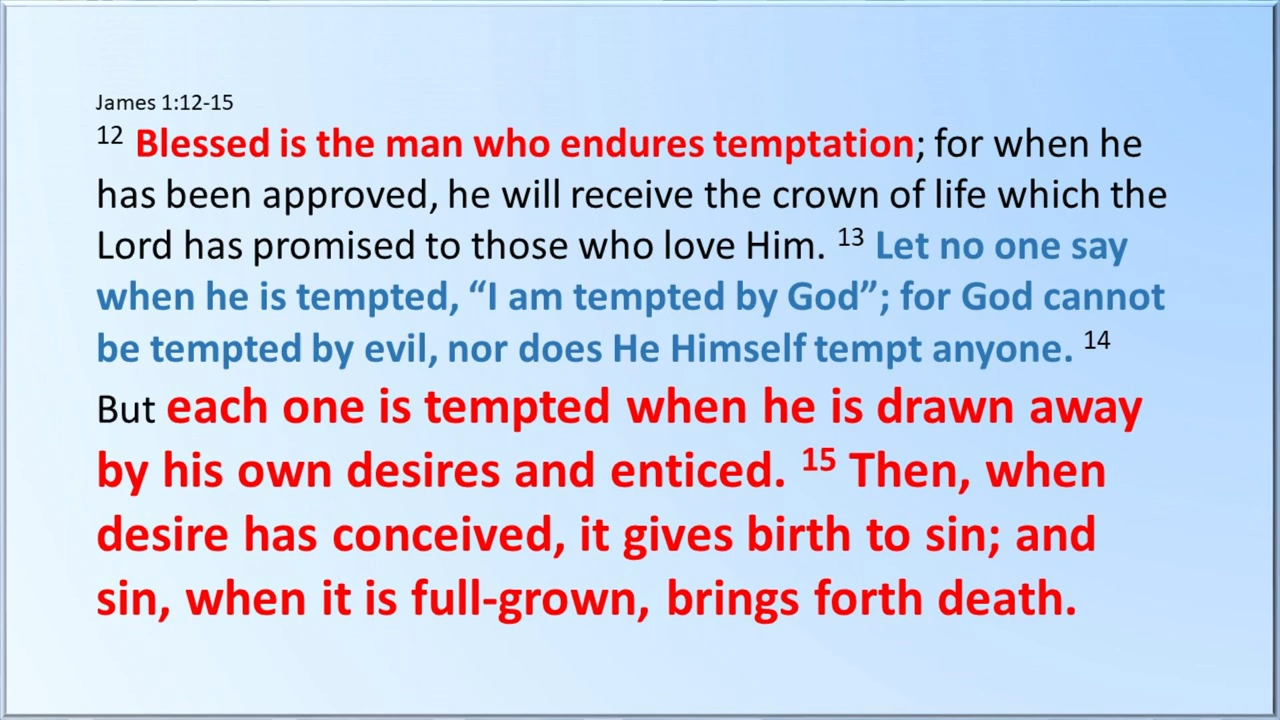 James 1:12-15
12 Blessed is the man who endures temptation; for when he
has been approved, he will receive the crown of life which the
Lord has promised to those who love Him. 13 Let no one say
when he is tempted, “I am tempted by God”; for God cannot
be tempted by evil, nor does He Himself tempt anyone. 14
But each one is tempted when he is drawn away
by his own desires and enticed. 15 Then, when
desire has conceived, it gives birth to sin; and
sin, when it is full-grown, brings forth death.